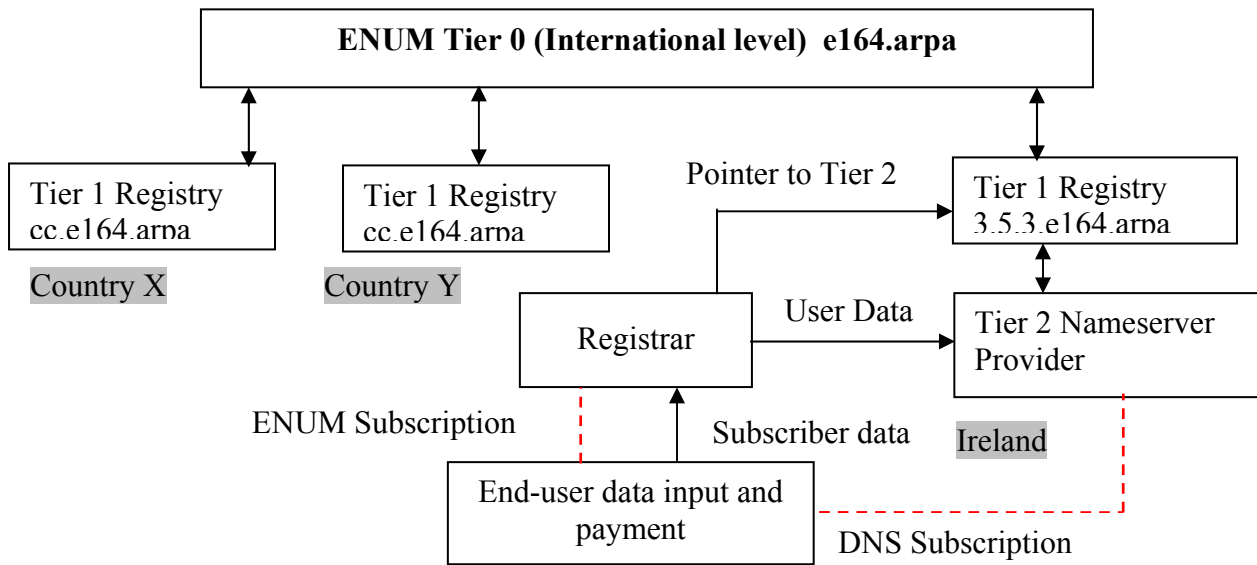 ENUM Tier 0 (International level) e164.arpa
Tier 1 Registry
cc.e164.arpa
Country X
Tier 1 Registry
cc.e164.arpa
Country Y
Pointer to Tier 2
Tier 1 Registry
3.5.3.e164.arpa
Registrar
User Data
Tier 2 Nameserver
Provider
ENUM Subscription
Subscriber data
Ireland
End-user data input and
payment
DNS Subscription